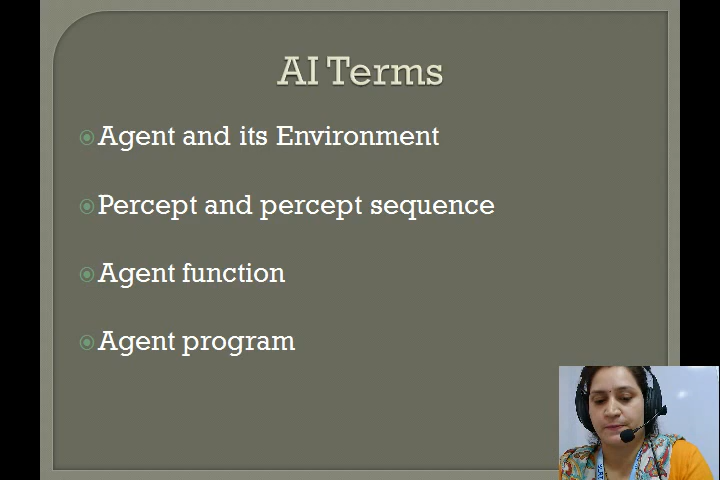 AI Terms
Agent and its Environment
Percept and percept sequence
Agent function
Agent program